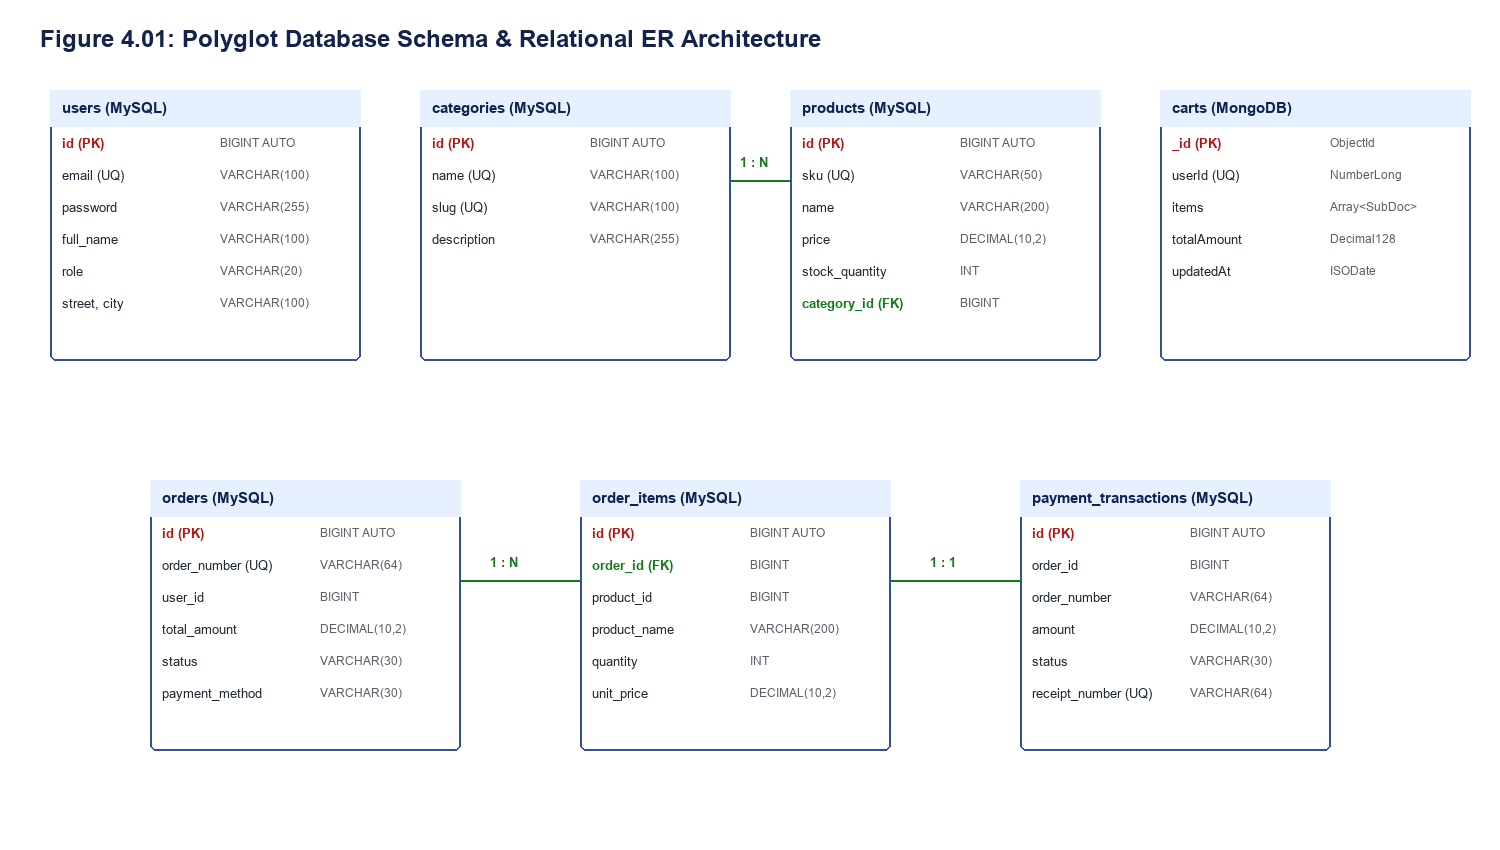 Figure 4.01: Polyglot Database Schema & Relational ER Architecture
users (MySQL)
id (PK) BIGINT AUTO
email (UQ) VARCHAR(100)
password VARCHAR(255)
full_name VARCHAR(100)
role VARCHAR(20)
street, city VARCHAR(100)
categories (MySQL)
id (PK) BIGINT AUTO
name (UQ) VARCHAR(100)
slug (UQ) VARCHAR(100)
description VARCHAR(255)
1 : N
products (MySQL)
id (PK) BIGINT AUTO
sku (UQ) VARCHAR(50)
name VARCHAR(200)
price DECIMAL(10,2)
stock_quantity INT
category_id (FK) BIGINT
carts (MongoDB)
_id (PK) ObjectId
userId (UQ) NumberLong
items Array<SubDoc>
totalAmount Decimal128
updatedAt ISODate
orders (MySQL)
id (PK) BIGINT AUTO
order_number (UQ) VARCHAR(64)
user_id BIGINT
total_amount DECIMAL(10,2)
status VARCHAR(30)
payment_method VARCHAR(30)
1 : N
order_items (MySQL)
id (PK) BIGINT AUTO
order_id (FK) BIGINT
product_id BIGINT
product_name VARCHAR(200)
quantity INT
unit_price DECIMAL(10,2)
1 : 1
payment_transactions (MySQL)
id (PK) BIGINT AUTO
order_id BIGINT
order_number VARCHAR(64)
amount DECIMAL(10,2)
status VARCHAR(30)
receipt_number (UQ) VARCHAR(64)